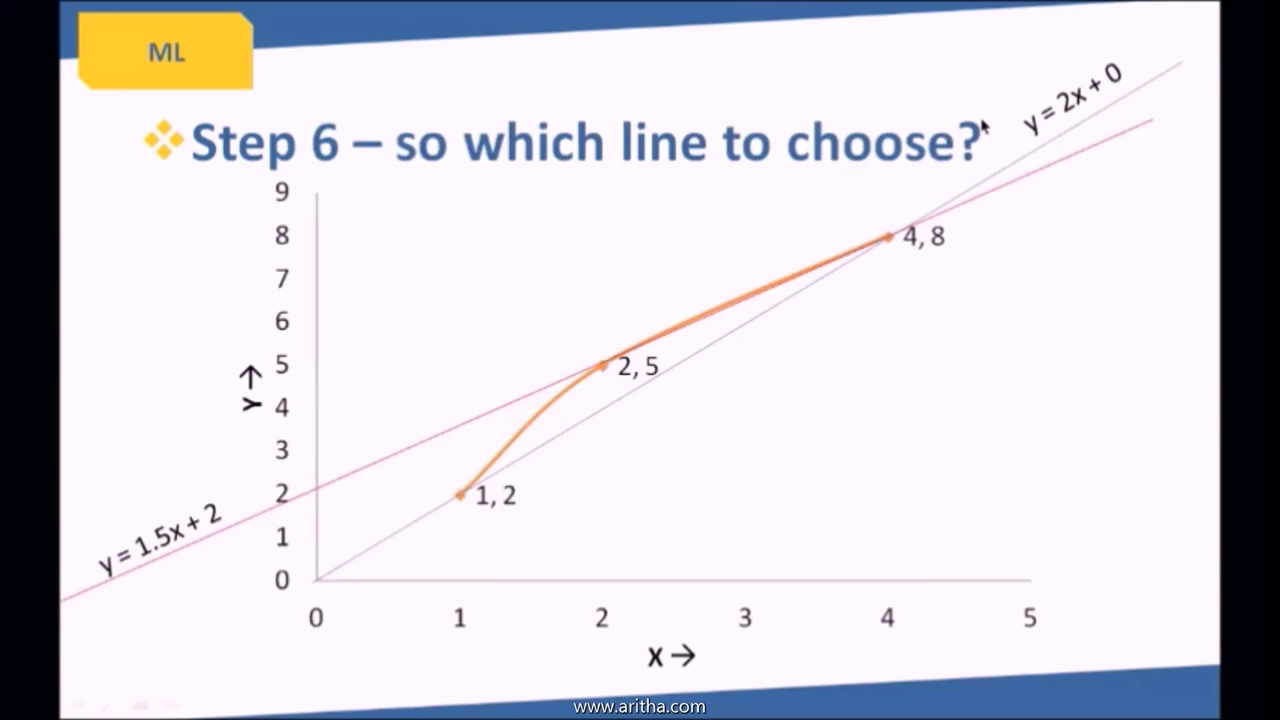 ML
Step 6 – so which line to choose?
y = 2x + 0
9
8
7
6
5
4
3
2
1
0
Y →
4, 8
2, 5
1, 2
y = 1.5x + 2
0 1 2 3 4 5
X →
www.aritha.com